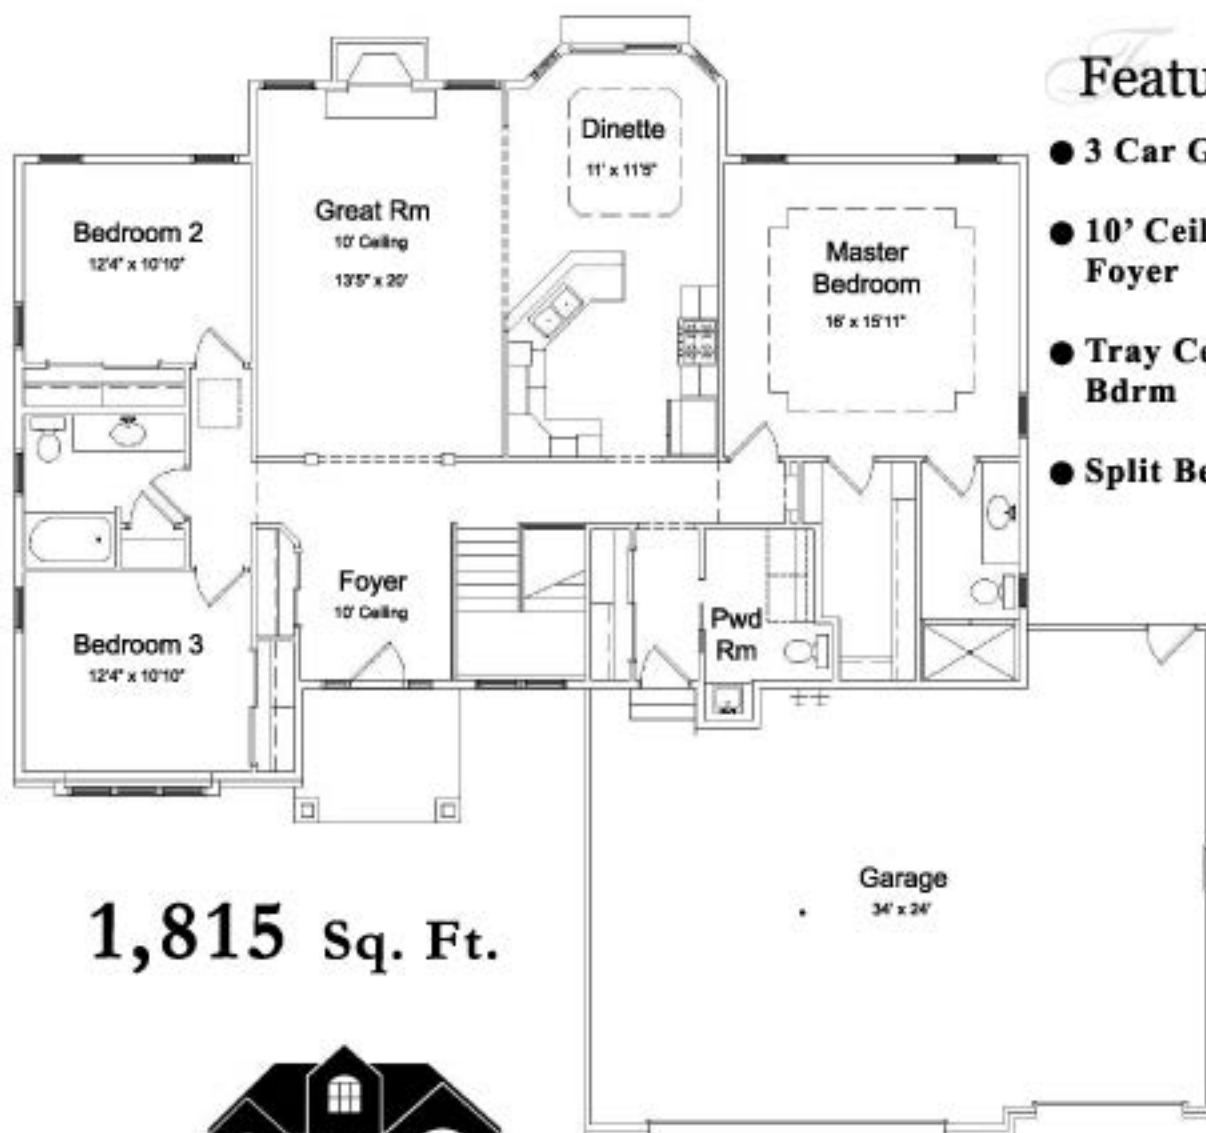 Featu
● 3 Car G
● 10’ Ceil
Foyer
● Tray Ce
Bdrm
● Split Be
Dinette
11' x 11'5"
Great Rm
10' Ceiling
13'5" x 20'
Bedroom 2
12'4" x 10'10"
Master
Bedroom
16' x 15'11"
Foyer
10' Ceiling
Pwd
Rm
Bedroom 3
12'4" x 10'10"
Garage
34' x 24'
1,815 Sq. Ft.